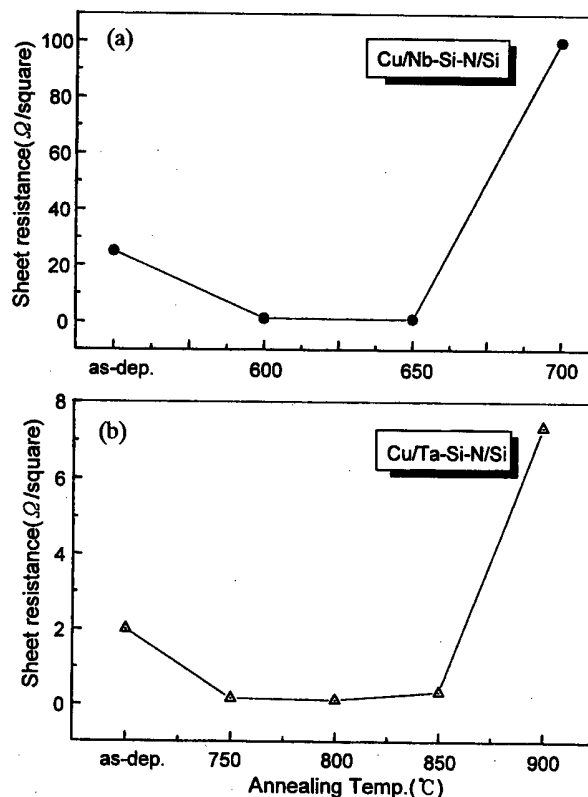 (a)
Cu/Nb-Si-N/Si
Sheet resistance(Ω/square)
100
80
60
40
20
0
as-dep.
600
650
700
(b)
Cu/Ta-Si-N/Si
Sheet resistance(Ω/square)
8
6
4
2
0
as-dep.
750
800
850
900
Annealing Temp.(℃)